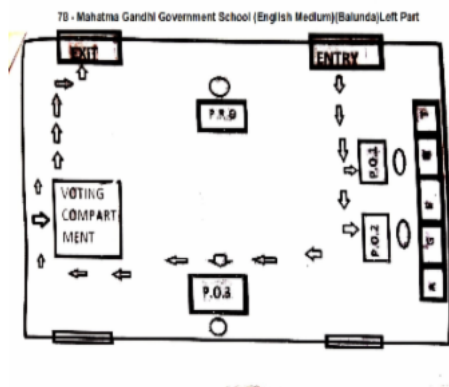 70 - Mahatma Gandhi Government School (English Medium)(Balunda)Left Part
EXIT
ENTRY
P.R.O
P.O.1
VOTING
COMPART
MENT
P.O.2
P.O.3